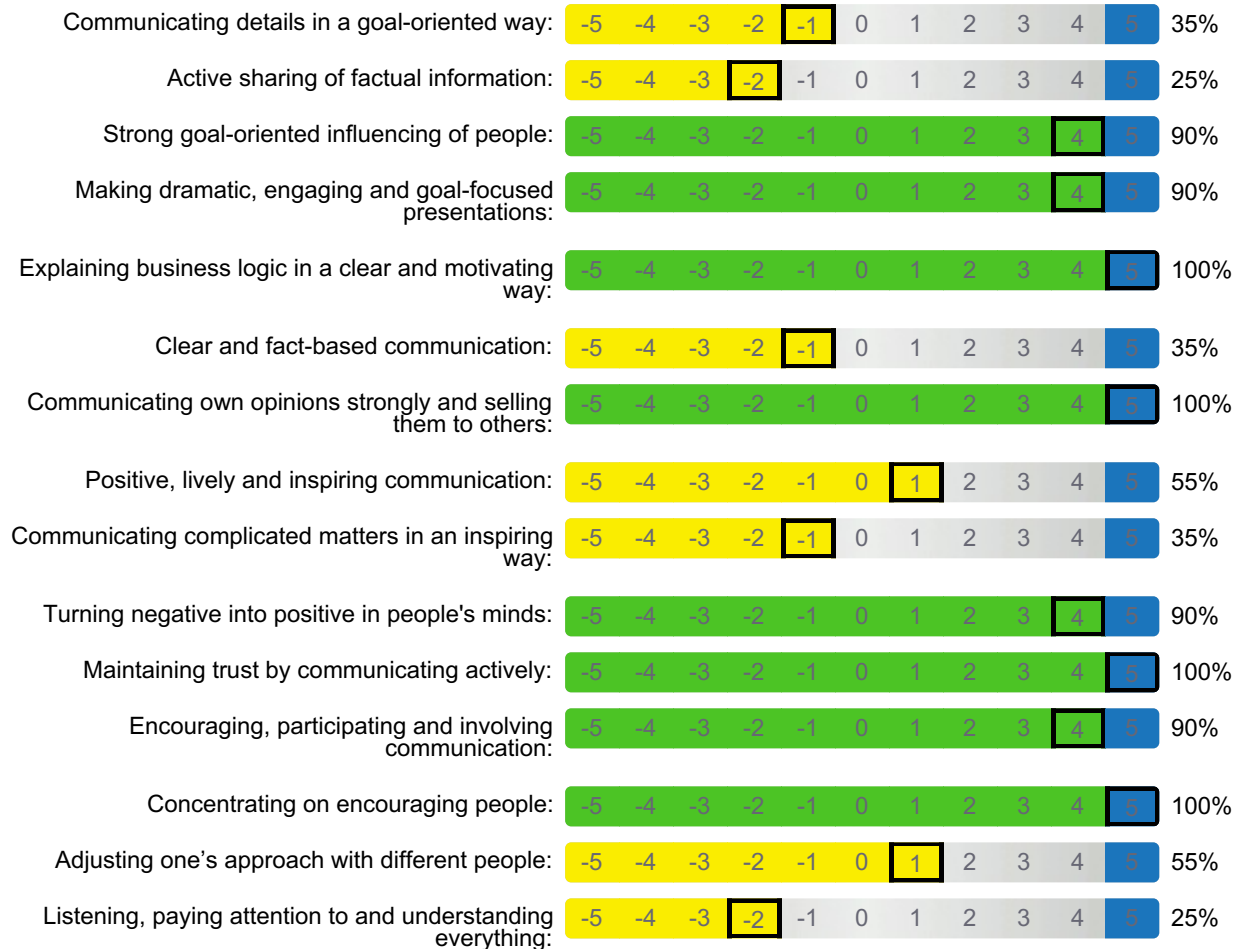 Communicating details in a goal-oriented way: -5 -4 -3 -2 -1 0 1 2 3 4 5 35%
Active sharing of factual information: -5 -4 -3 -2 -1 0 1 2 3 4 5 25%
Strong goal-oriented influencing of people: -5 -4 -3 -2 -1 0 1 2 3 4 5 90%
Making dramatic, engaging and goal-focused
presentations: -5 -4 -3 -2 -1 0 1 2 3 4 5 90%
Explaining business logic in a clear and motivating
way: -5 -4 -3 -2 -1 0 1 2 3 4 5 100%
Clear and fact-based communication: -5 -4 -3 -2 -1 0 1 2 3 4 5 35%
Communicating own opinions strongly and selling
them to others: -5 -4 -3 -2 -1 0 1 2 3 4 5 100%
Positive, lively and inspiring communication: -5 -4 -3 -2 -1 0 1 2 3 4 5 55%
Communicating complicated matters in an inspiring
way: -5 -4 -3 -2 -1 0 1 2 3 4 5 35%
Turning negative into positive in people's minds: -5 -4 -3 -2 -1 0 1 2 3 4 5 90%
Maintaining trust by communicating actively: -5 -4 -3 -2 -1 0 1 2 3 4 5 100%
Encouraging, participating and involving
communication: -5 -4 -3 -2 -1 0 1 2 3 4 5 90%
Concentrating on encouraging people: -5 -4 -3 -2 -1 0 1 2 3 4 5 100%
Adjusting one’s approach with different people: -5 -4 -3 -2 -1 0 1 2 3 4 5 55%
Listening, paying attention to and understanding
everything: -5 -4 -3 -2 -1 0 1 2 3 4 5 25%